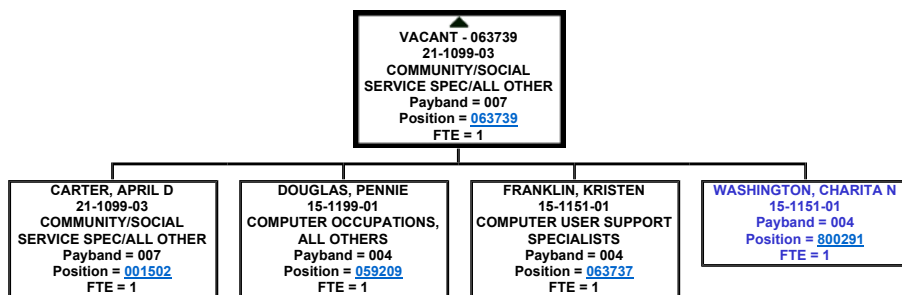 VACANT - 063739
21-1099-03
COMMUNITY/SOCIAL
SERVICE SPEC/ALL OTHER
Payband = 007
Position = 063739
FTE = 1
CARTER, APRIL D
21-1099-03
COMMUNITY/SOCIAL
SERVICE SPEC/ALL OTHER
Payband = 007
Position = 001502
FTE = 1
DOUGLAS, PENNIE
15-1199-01
COMPUTER OCCUPATIONS,
ALL OTHERS
Payband = 004
Position = 059209
FTE = 1
FRANKLIN, KRISTEN
15-1151-01
COMPUTER USER SUPPORT
SPECIALISTS
Payband = 004
Position = 063737
FTE = 1
WASHINGTON, CHARITA N
15-1151-01
Payband = 004
Position = 800291
FTE = 1